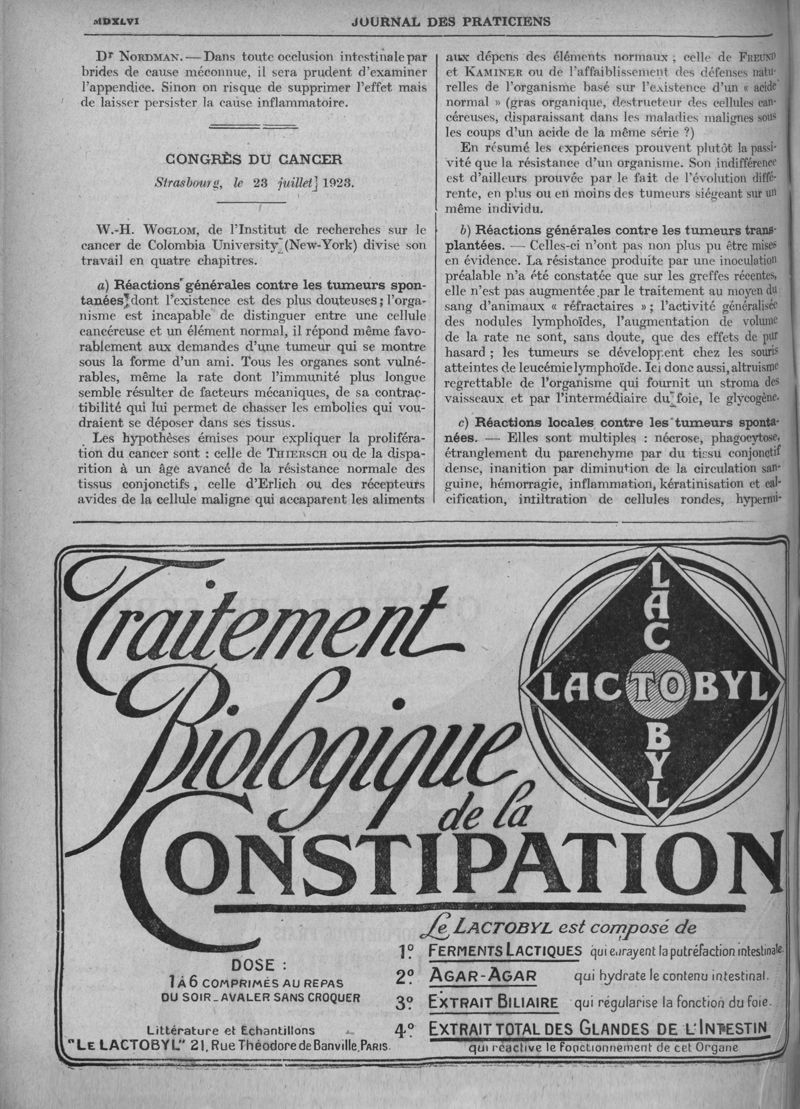 MDXLVI
JOURNAL DES PRATICIENS
Dr NORDMAN. — Dans toute occlusion intestinale par
brides de cause méconnue, il sera prudent d'examiner
l'appendice. Sinon on risque de supprimer l'effet mais
de laisser persister la cause inflammatoire.
CONGRÈS DU CANCER
Strasbourg, le 23 juillet] 1923.
W.-H. WOGLOM, de l'Institut de recherches sur le
cancer de Colombia University (New-York) divise son
travail en quatre chapitres.
a) Réactions générales contre les tumeurs spon-
tanées, dont l'existence est des plus douteuses ; l'orga-
nisme est incapable de distinguer entre une cellule
cancéreuse et un élément normal, il répond même favo-
rablement aux demandes d'une tumeur qui se montre
sous la forme d'un ami. Tous les organes sont vulné-
rables, même la rate dont l'immunité plus longue
semble résulter de facteurs mécaniques, de sa contrac-
tibilité qui lui permet de chasser les embolies qui vou-
draient se déposer dans ses tissus.
Les hypothèses émises pour expliquer la proliféra-
tion du cancer sont : celle de THIERSCH ou de la dispa-
rition à un âge avancé de la résistance normale des
tissus conjonctifs , celle d'Erlich ou des récepteurs
avides de la cellule maligne qui accaparent les aliments
aux dépens des éléments normaux ; celle de FREUND
et KAMINER ou de l'affaiblissement des défenses natu-
relles de l'organisme basé sur l'existence d'un « acide
normal » (gras organique, destructeur des cellules can-
céreuses, disparaissant dans les maladies malignes sous
les coups d'un acide de la même série ?)
En résumé les expériences prouvent plutôt la passi-
vité que la résistance d'un organisme. Son indifférence
est d'ailleurs prouvée par le fait de l'évolution diffé-
rente, en plus ou en moins des tumeurs siégeant sur un
même individu.
b) Réactions générales contre les tumeurs trans-
plantées. — Celles-ci n'ont pas non plus pu être mises
en évidence. La résistance produite par une inoculation
préalable n'a été constatée que sur les greffes récentes,
elle n'est pas augmentée par le traitement au moyen du
sang d'animaux « réfractaires » ; l'activité généralisée
des nodules lymphoïdes, l'augmentation de volume
de la rate ne sont, sans doute, que des effets de pur
hasard ; les tumeurs se développent chez les souris
atteintes de leucémie lymphoïde. Ici donc aussi, altruisme
regrettable de l'organisme qui fournit un stroma des
vaisseaux et par l'intermédiaire du foie, le glycogène.
c) Réactions locales contre les tumeurs sponta-
nées. — Elles sont multiples : nécrose, phagocytose,
étranglement du parenchyme par du tissu conjonctif
dense, inanition par diminution de la circulation san-
guine, hémorragie, inflammation, kératinisation et cal-
cification, intiltration de cellules rondes, hypermi-
Traitement
Biologique
de la
CONSTIPATION
LACTOBYL
LACTOBYL
Le LACTOBYL est composé de
1º FERMENTS LACTIQUES qui enrayent la putréfaction intestinale.
2º AGAR-AGAR qui hydrate le contenu intestinal.
3º EXTRAIT BILIAIRE qui régularise la fonction du foie.
4º EXTRAIT TOTAL DES GLANDES DE L'INTESTIN
qui réactive le fonctionnement de cet Organe
DOSE :
1 À 6 COMPRIMÉS AU REPAS
DU SOIR_AVALER SANS CROQUER
Littérature et Echantillons
"LE LACTOBYL" 21, Rue Théodore de Banville, PARIS.